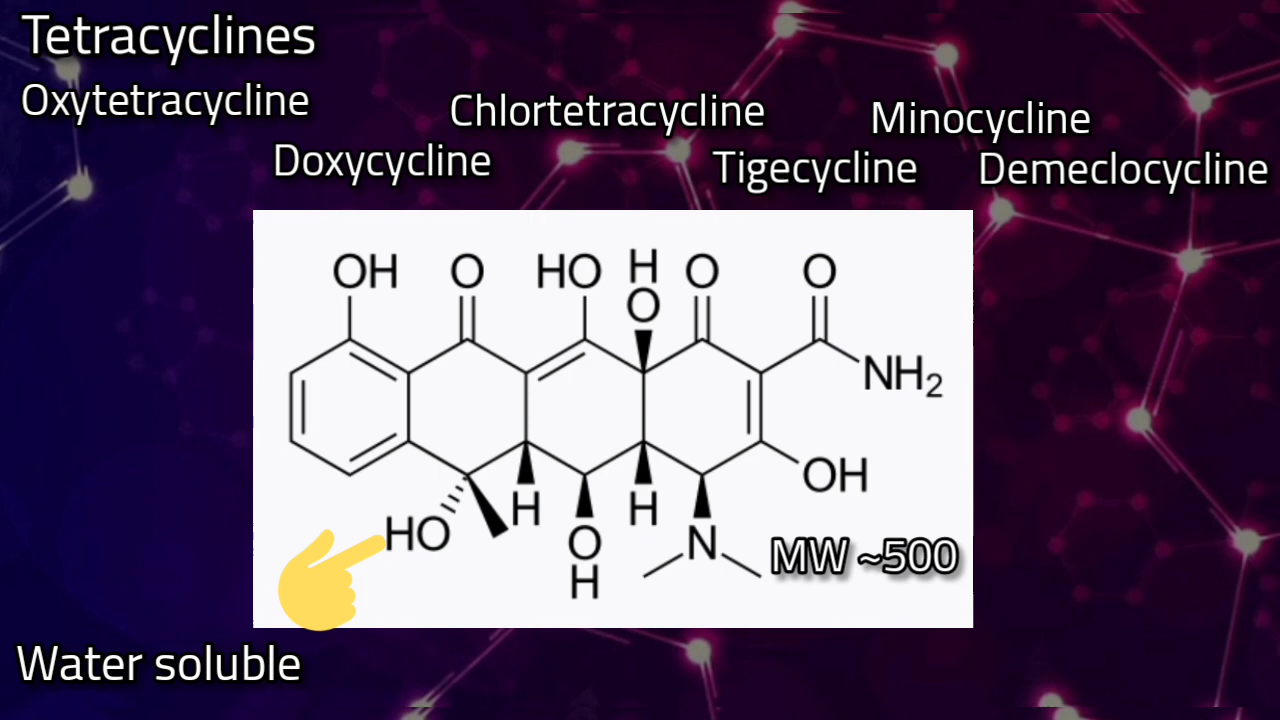 Tetracyclines
Oxytetracycline
Chlortetracycline
Minocycline
Doxycycline
Tigecycline
Demeclocycline
OH O HO H O O O
NH2
OH
HO H O H H N
MW ~500
Water soluble